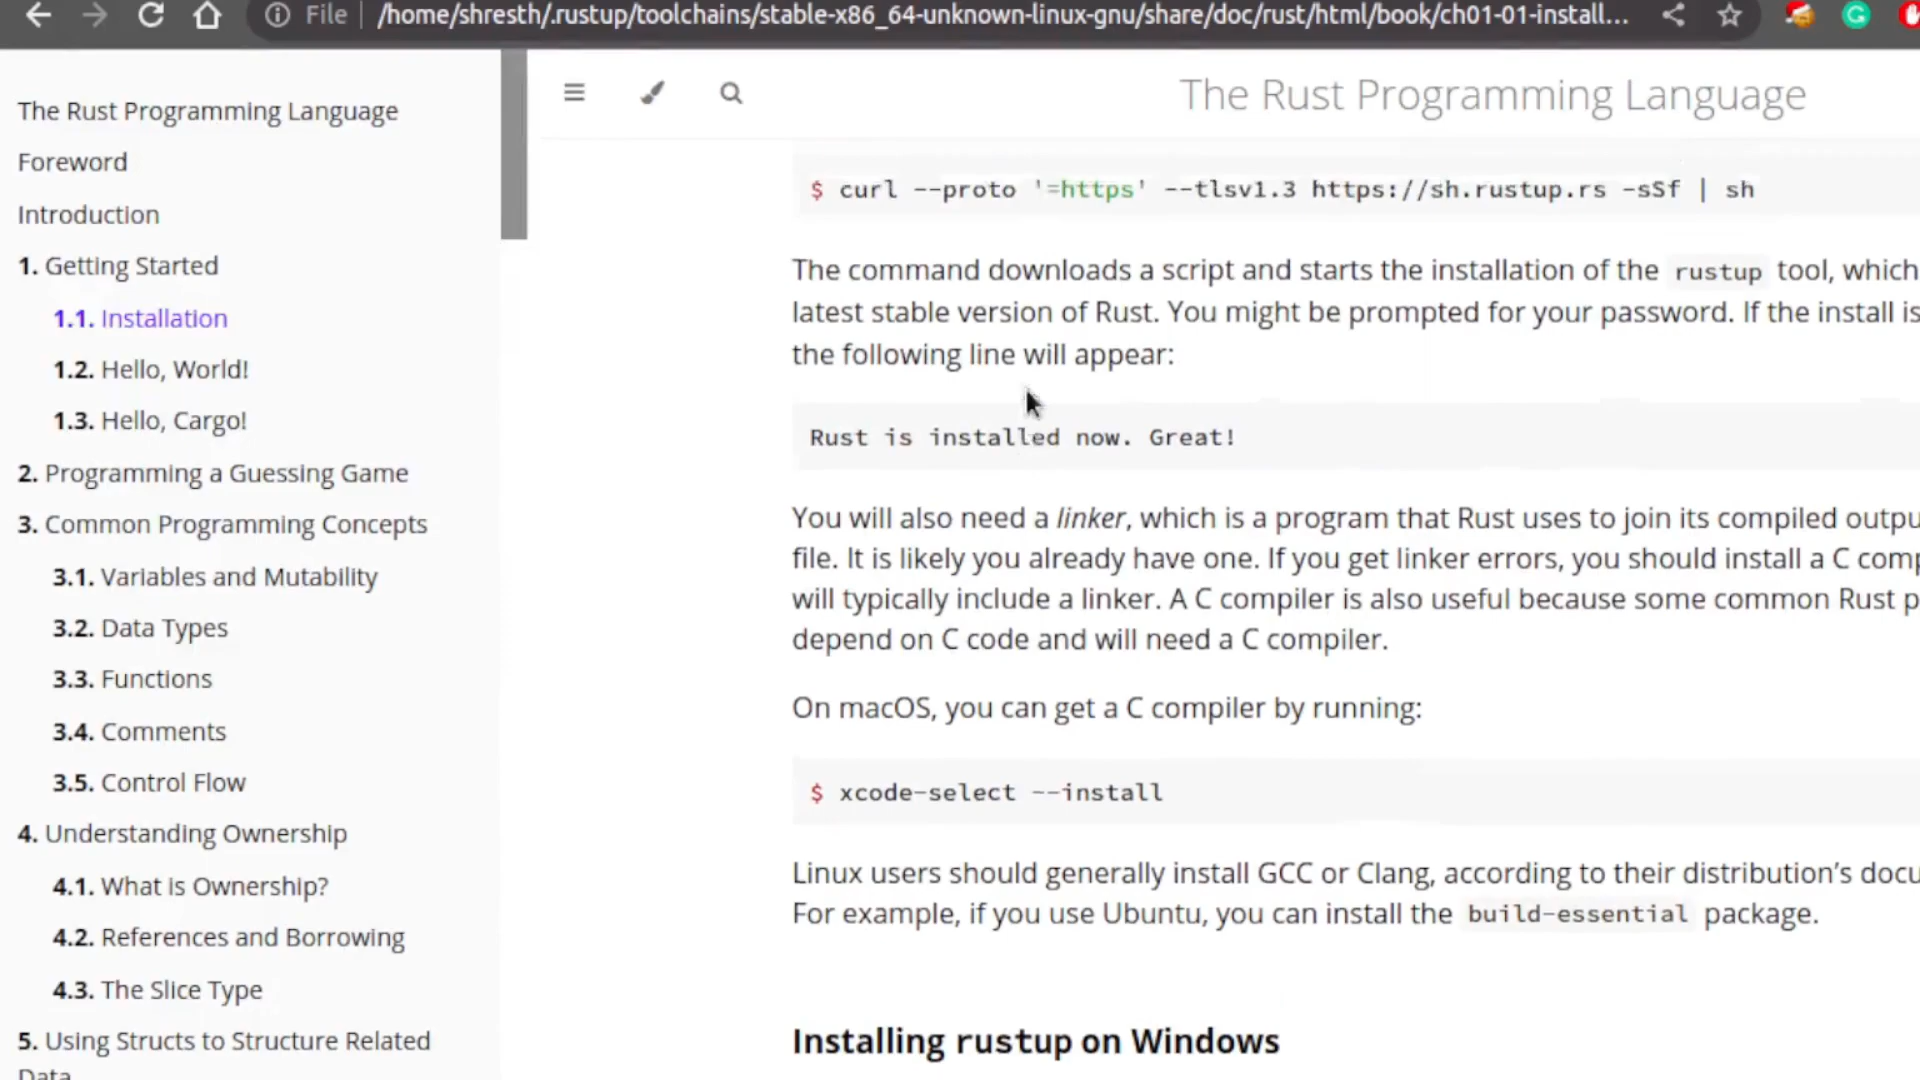 File /home/shresth/.rustup/toolchains/stable-x86_64-unknown-linux-gnu/share/doc/rust/html/book/ch01-01-install...
The Rust Programming Language
Foreword
Introduction
1. Getting Started
1.1. Installation
1.2. Hello, World!
1.3. Hello, Cargo!
2. Programming a Guessing Game
3. Common Programming Concepts
3.1. Variables and Mutability
3.2. Data Types
3.3. Functions
3.4. Comments
3.5. Control Flow
4. Understanding Ownership
4.1. What is Ownership?
4.2. References and Borrowing
4.3. The Slice Type
5. Using Structs to Structure Related
Data
The Rust Programming Language
$ curl --proto '=https' --tlsv1.3 https://sh.rustup.rs -sSf | sh
The command downloads a script and starts the installation of the rustup tool, which
latest stable version of Rust. You might be prompted for your password. If the install is
the following line will appear:
Rust is installed now. Great!
You will also need a linker, which is a program that Rust uses to join its compiled outpu
file. It is likely you already have one. If you get linker errors, you should install a C comp
will typically include a linker. A C compiler is also useful because some common Rust p
depend on C code and will need a C compiler.
On macOS, you can get a C compiler by running:
$ xcode-select --install
Linux users should generally install GCC or Clang, according to their distribution's docu
For example, if you use Ubuntu, you can install the build-essential package.
Installing rustup on Windows